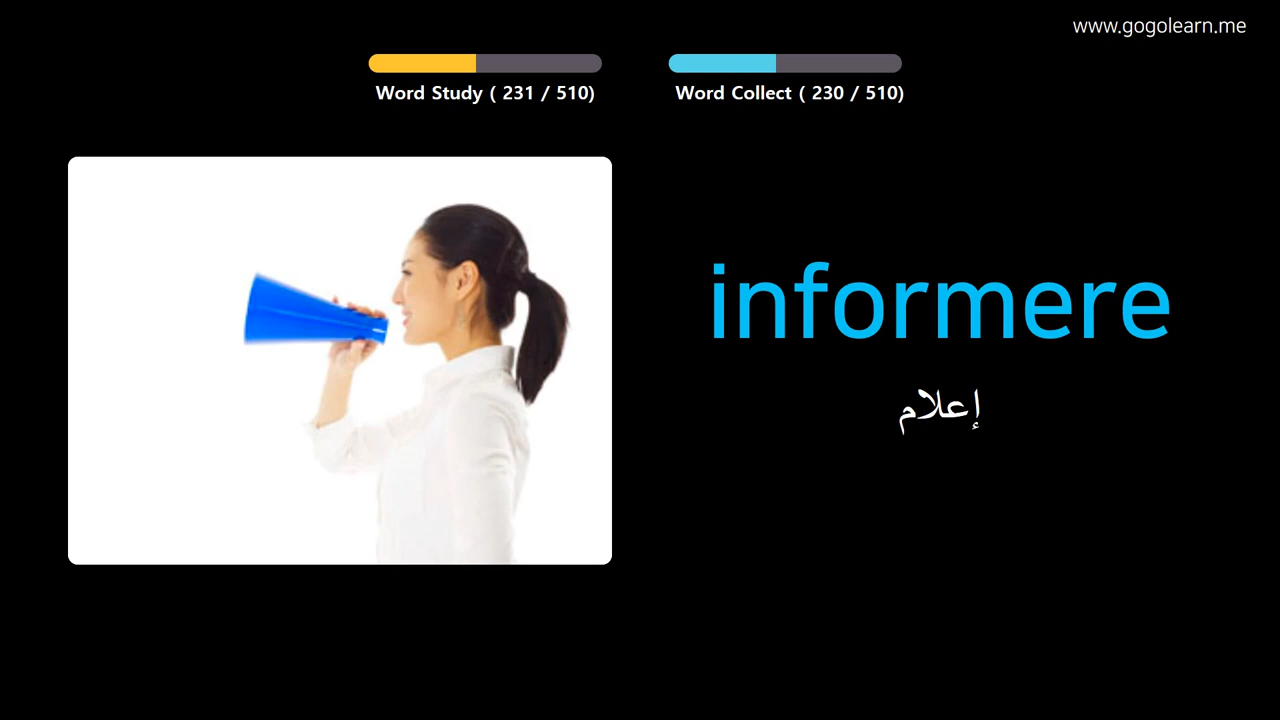 www.gogolearn.me
Word Study ( 231 / 510)
Word Collect ( 230 / 510)
informere
إعلام